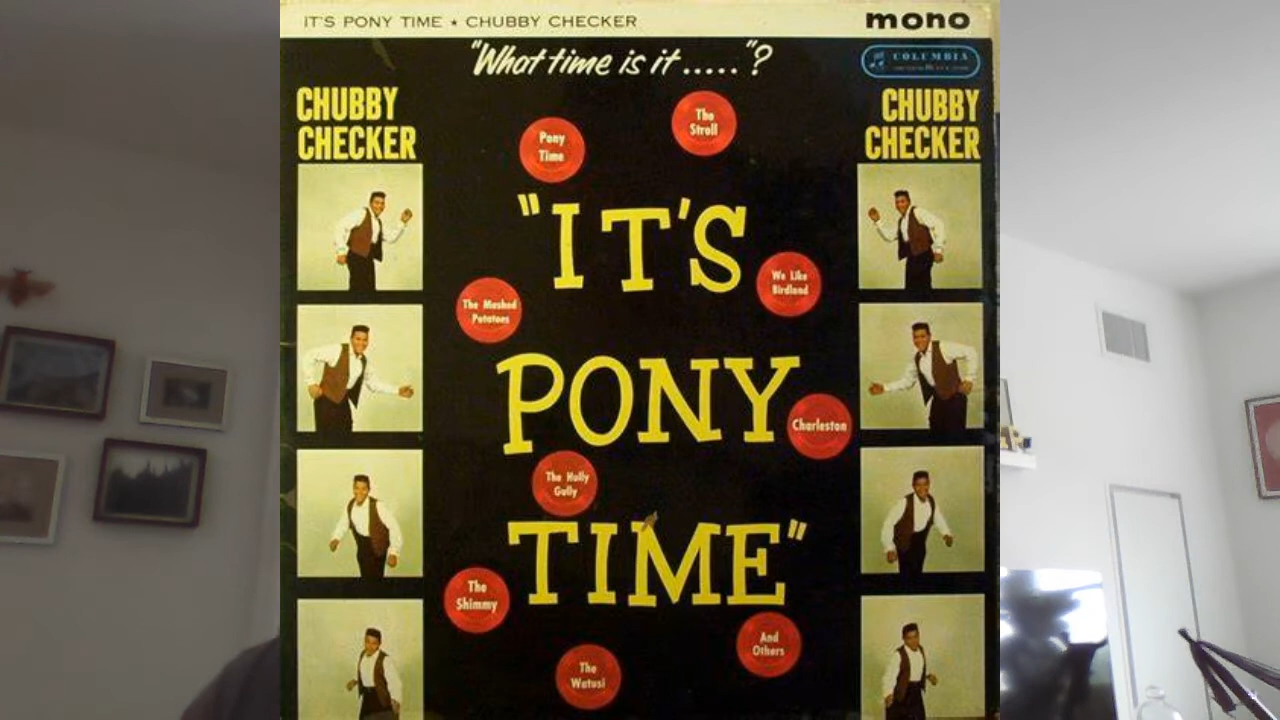 IT'S PONY TIME ★ CHUBBY CHECKER
mono
"What time is it ....."?
COLUMBIA
CHUBBY
CHECKER
CHUBBY
CHECKER
The
Stroll
Pony
Time
"IT'S
We Like
Birdland
The Mashed
Potatoes
PONY
Charleston
The Hully
Gully
TIME"
The
Shimmy
And
Others
The
Watusi